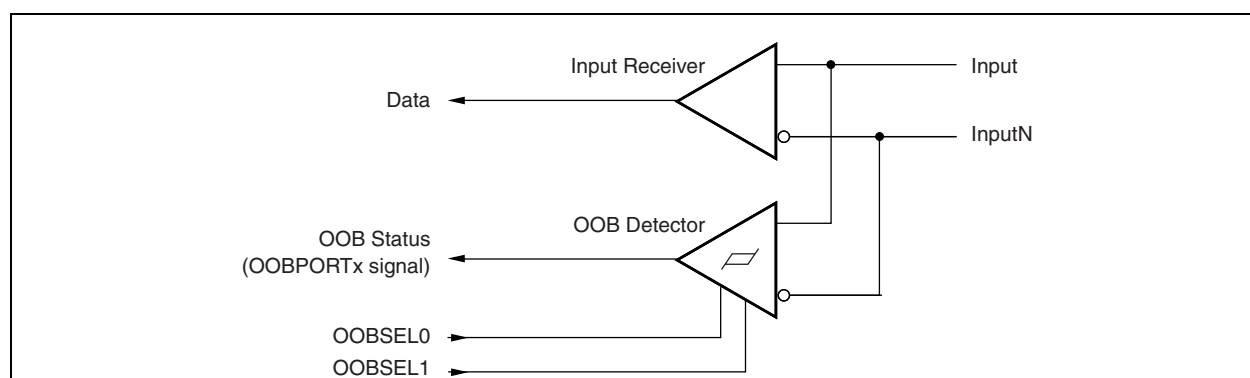 Input Receiver
Input
Data
InputN
OOB Detector
OOB Status
(OOBPORTx signal)
OOBSEL0
OOBSEL1